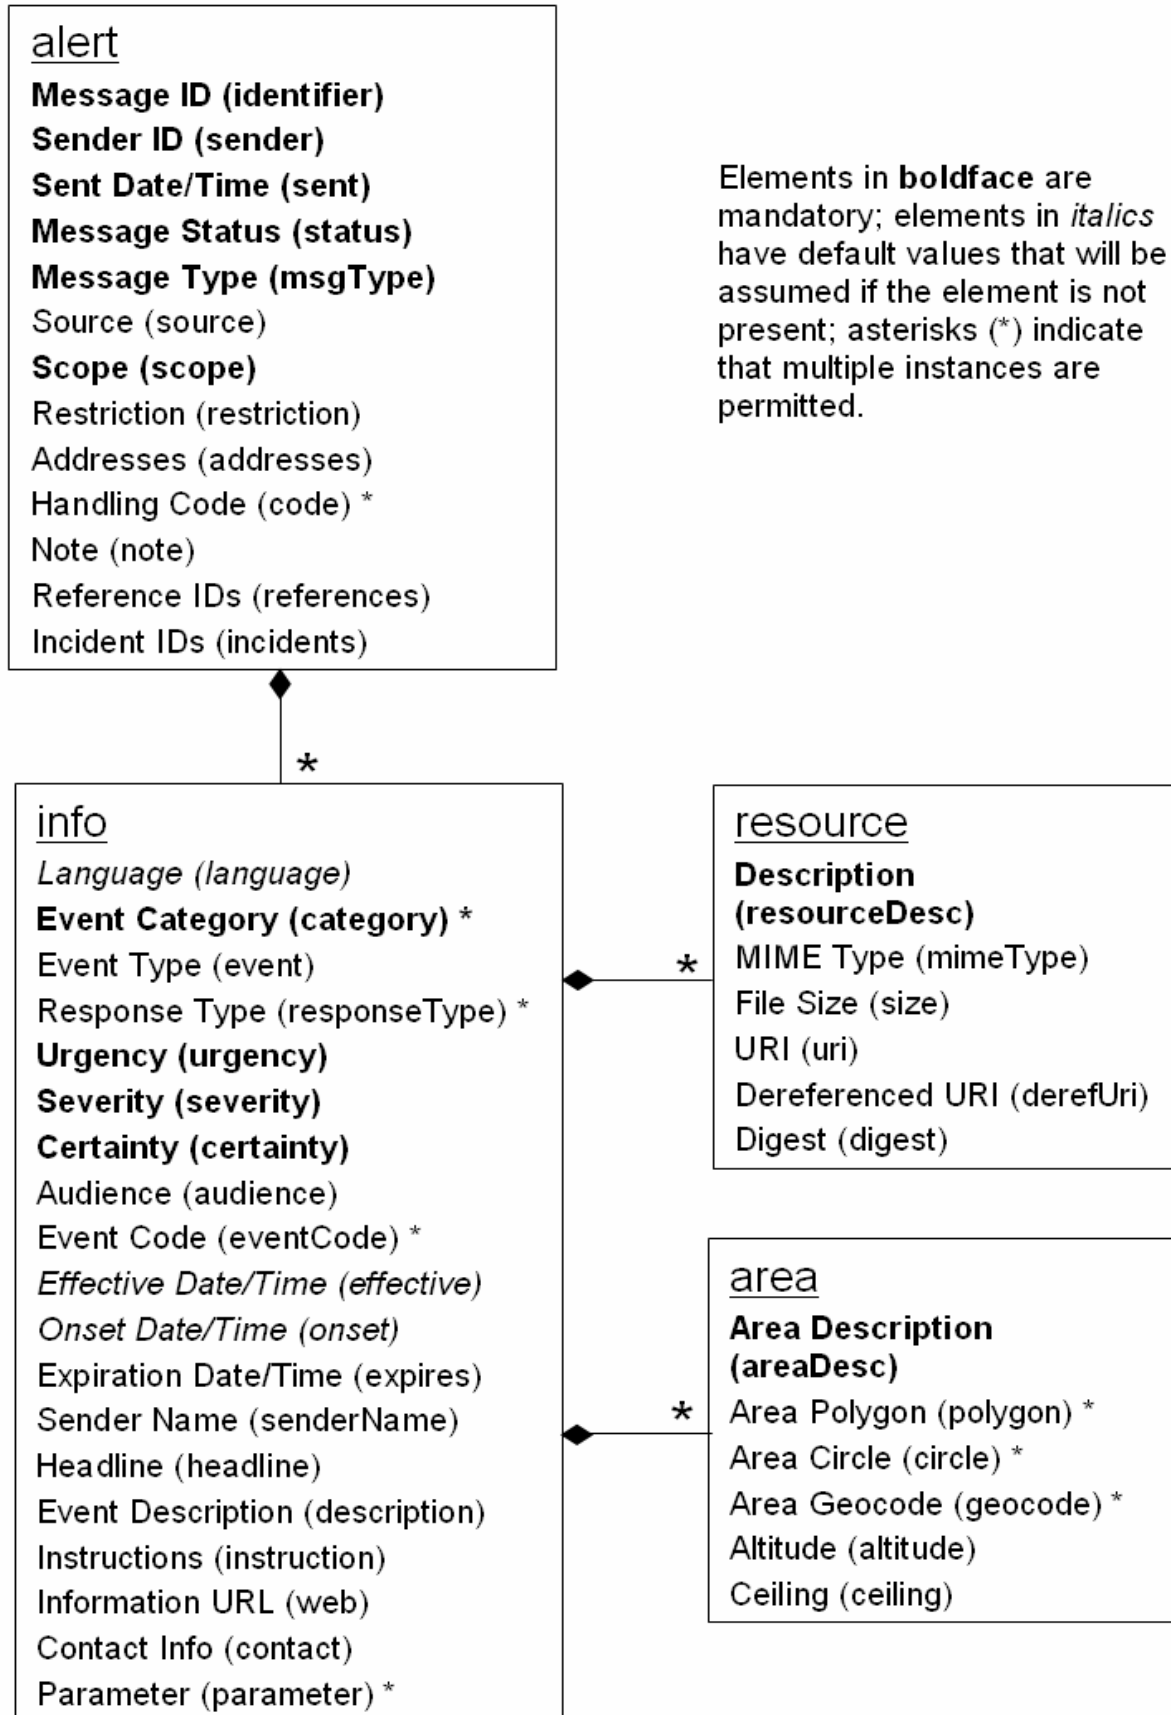 alert
Message ID (identifier)
Sender ID (sender)
Sent Date/Time (sent)
Message Status (status)
Message Type (msgType)
Source (source)
Scope (scope)
Restriction (restriction)
Addresses (addresses)
Handling Code (code) *
Note (note)
Reference IDs (references)
Incident IDs (incidents)
Elements in boldface are
mandatory; elements in italics
have default values that will be
assumed if the element is not
present; asterisks (*) indicate
that multiple instances are
permitted.
*
info
Language (language)
Event Category (category) *
Event Type (event)
Response Type (responseType) *
Urgency (urgency)
Severity (severity)
Certainty (certainty)
Audience (audience)
Event Code (eventCode) *
Effective Date/Time (effective)
Onset Date/Time (onset)
Expiration Date/Time (expires)
Sender Name (senderName)
Headline (headline)
Event Description (description)
Instructions (instruction)
Information URL (web)
Contact Info (contact)
Parameter (parameter) *
*
resource
Description
(resourceDesc)
MIME Type (mimeType)
File Size (size)
URI (uri)
Dereferenced URI (derefUri)
Digest (digest)
*
area
Area Description
(areaDesc)
Area Polygon (polygon) *
Area Circle (circle) *
Area Geocode (geocode) *
Altitude (altitude)
Ceiling (ceiling)